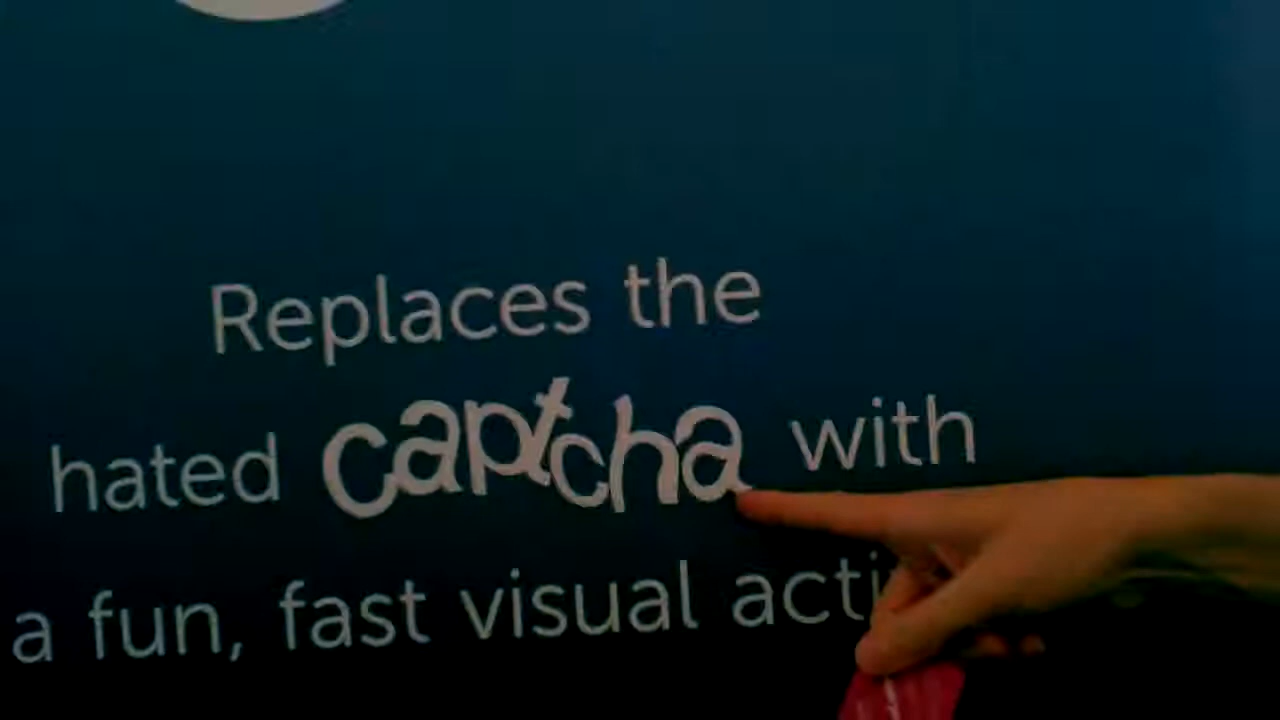 Replaces the
hated captcha with
a fun, fast visual